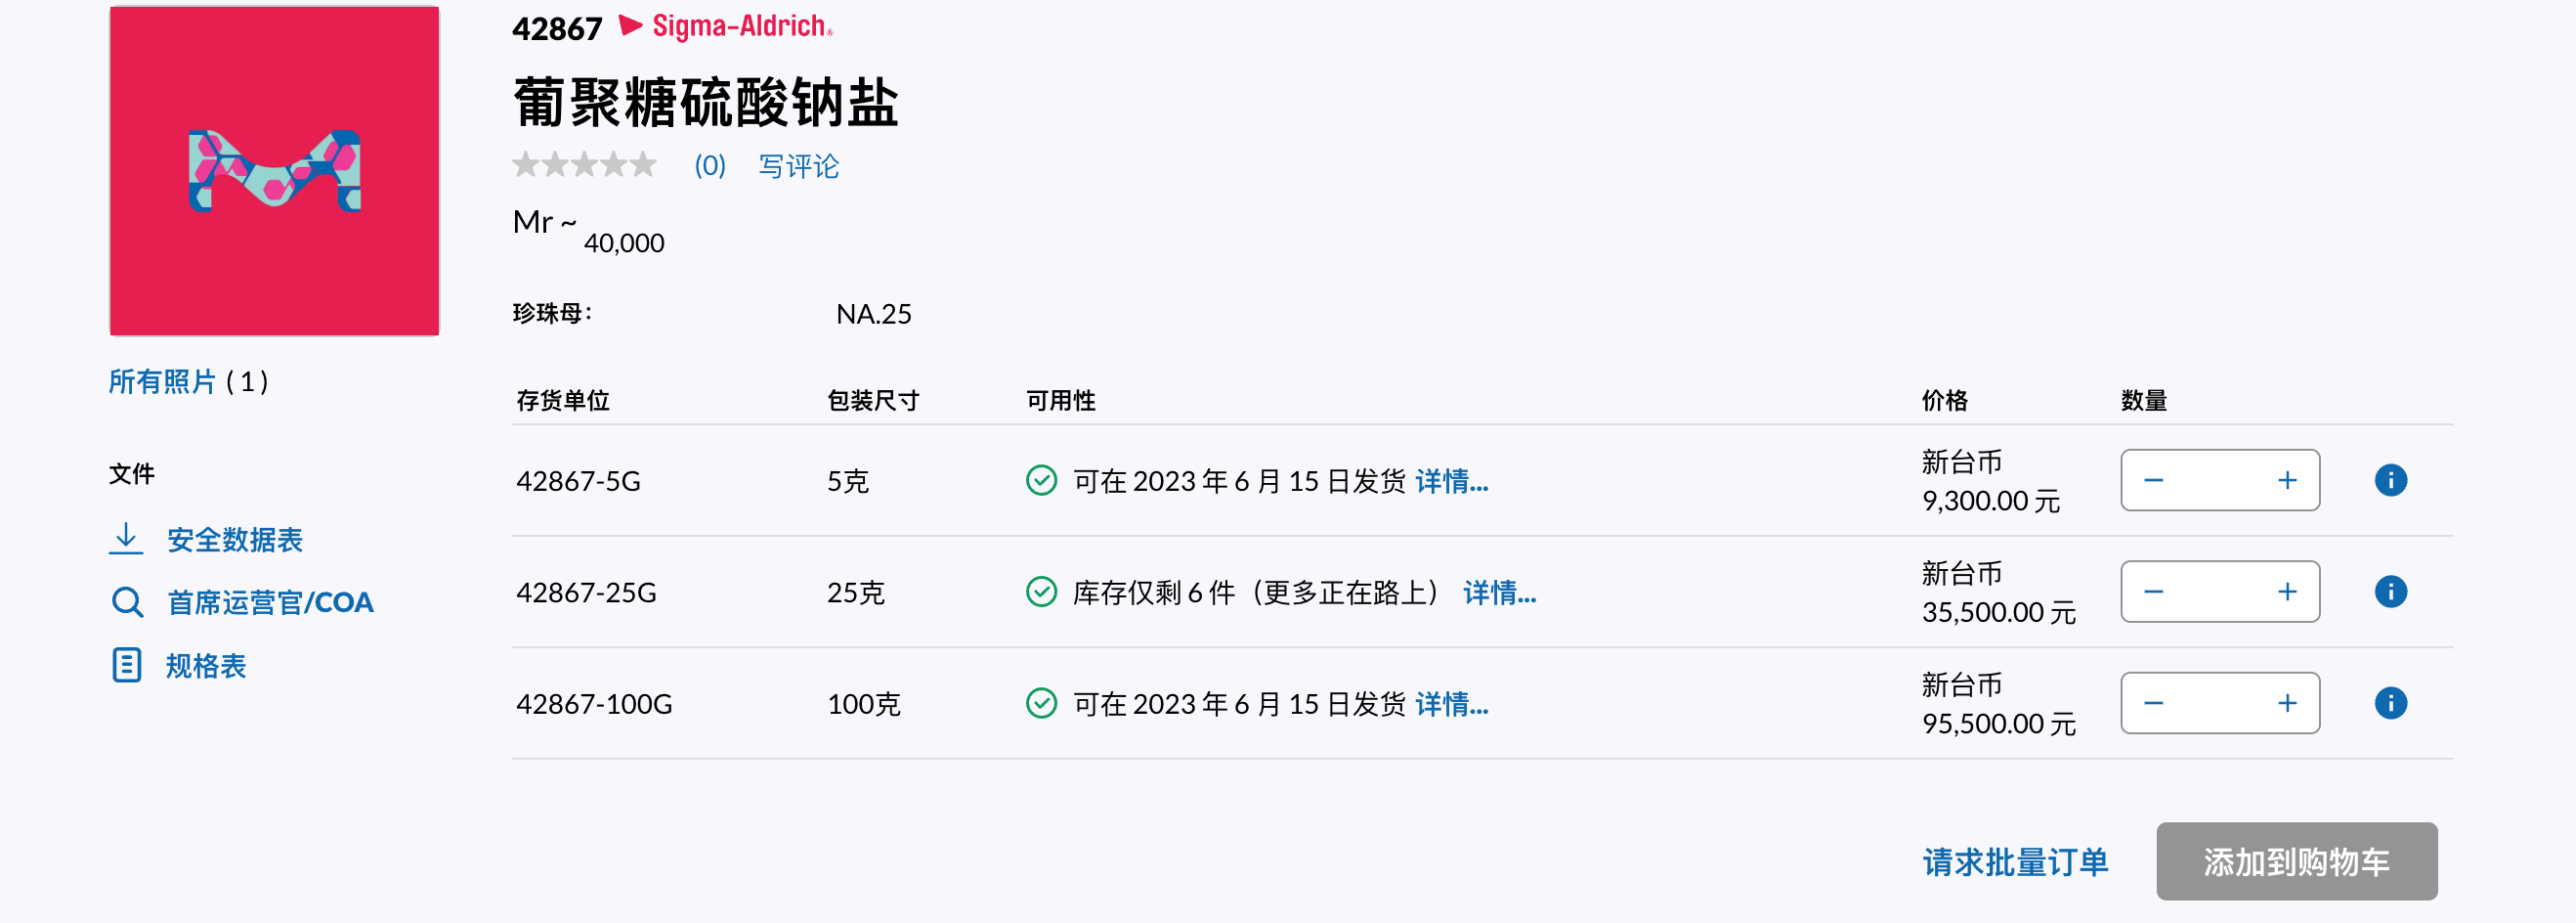 42867 Sigma-Aldrich®
葡聚糖硫酸钠盐
(0) 写评论
Mr ~ 40,000
珍珠母： NA.25
所有照片 ( 1 )
文件
安全数据表
首席运营官/COA
规格表
存货单位 包装尺寸 可用性 价格 数量
42867-5G 5克 可在 2023 年 6 月 15 日发货 详情... 新台币
9,300.00 元
42867-25G 25克 库存仅剩 6 件（更多正在路上） 详情... 新台币
35,500.00 元
42867-100G 100克 可在 2023 年 6 月 15 日发货 详情... 新台币
95,500.00 元
请求批量订单 添加到购物车